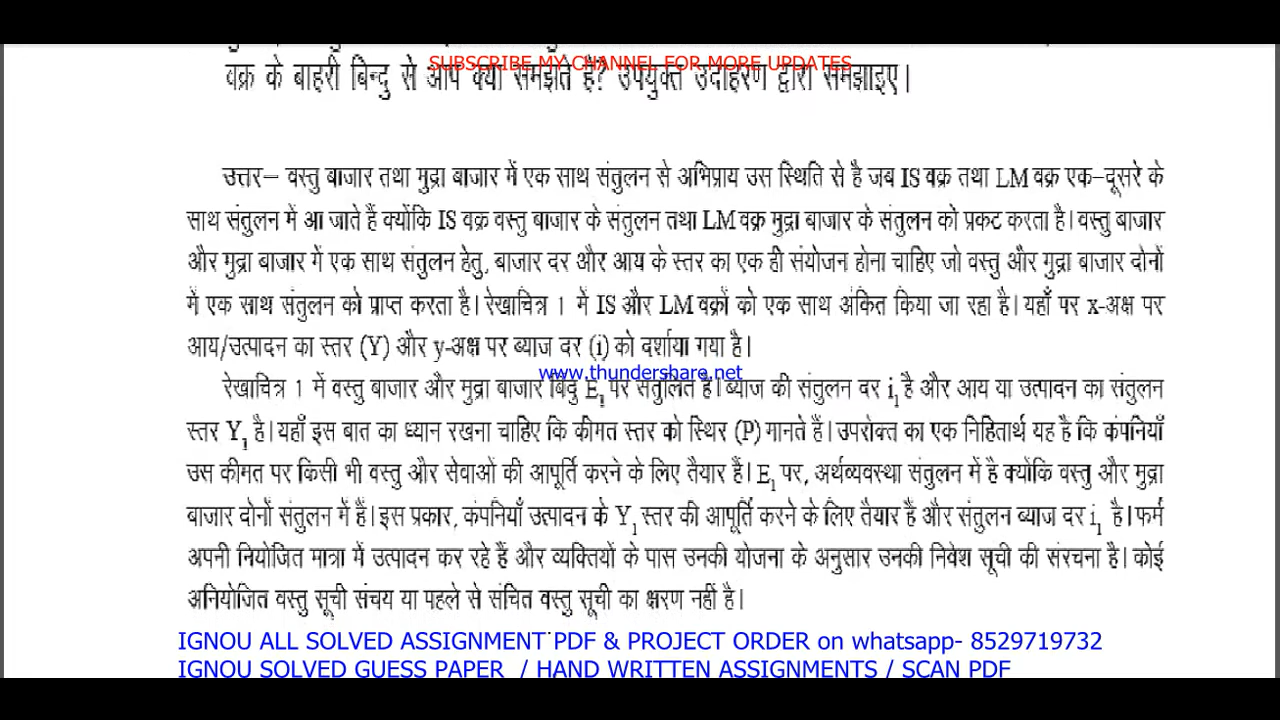 SUBSCRIBE MY CHANNEL FOR MORE UPDATES
वक्र के बाहरी बिन्दु से आप क्या समझते है? उपयुक्त उदाहरण द्वारा समझाइए।
उत्तर– वस्तु बाजार तथा मुद्रा बाजार में एक साथ संतुलन से अभिप्राय उस स्थिति से है जब IS वक्र तथा LM वक्र एक–दूसरे के
साथ संतुलन में आ जाते हैं क्योंकि IS वक्र वस्तु बाजार के संतुलन तथा LM वक्र मुद्रा बाजार के संतुलन को प्रकट करता है। वस्तु बाजार
और मुद्रा बाजार में एक साथ संतुलन हेतु, बाजार दर और आय के स्तर का एक ही संयोजन होना चाहिए जो वस्तु और मुद्रा बाजार दोनों
में एक साथ संतुलन को प्राप्त करता है। रेखाचित्र 1 में IS और LM वक्रों को एक साथ अंकित किया जा रहा है। यहाँ पर x-अक्ष पर
आय/उत्पादन का स्तर (Y) और y-अक्ष पर ब्याज दर (i) को दर्शाया गया है।
www.thundershare.net
रेखाचित्र 1 में वस्तु बाजार और मुद्रा बाजार बिंदु E₁ पर संतुलित हैं। ब्याज की संतुलन दर i₁ है और आय या उत्पादन का संतुलन
स्तर Y₁ है। यहाँ इस बात का ध्यान रखना चाहिए कि कीमत स्तर को स्थिर (P) मानते हैं। उपरोक्त का एक निहितार्थ यह है कि कंपनियाँ
उस कीमत पर किसी भी वस्तु और सेवाओं की आपूर्ति करने के लिए तैयार हैं। E₁ पर, अर्थव्यवस्था संतुलन में है क्योंकि वस्तु और मुद्रा
बाजार दोनों संतुलन में हैं। इस प्रकार, कंपनियाँ उत्पादन के Y₁ स्तर की आपूर्ति करने के लिए तैयार हैं और संतुलन ब्याज दर i₁ है। फर्म
अपनी नियोजित मात्रा में उत्पादन कर रहे हैं और व्यक्तियों के पास उनकी योजना के अनुसार उनकी निवेश सूची की संरचना है। कोई
अनियोजित वस्तु सूची संचय या पहले से संचित वस्तु सूची का क्षरण नहीं है।
IGNOU ALL SOLVED ASSIGNMENT PDF & PROJECT ORDER on whatsapp- 8529719732
IGNOU SOLVED GUESS PAPER / HAND WRITTEN ASSIGNMENTS / SCAN PDF